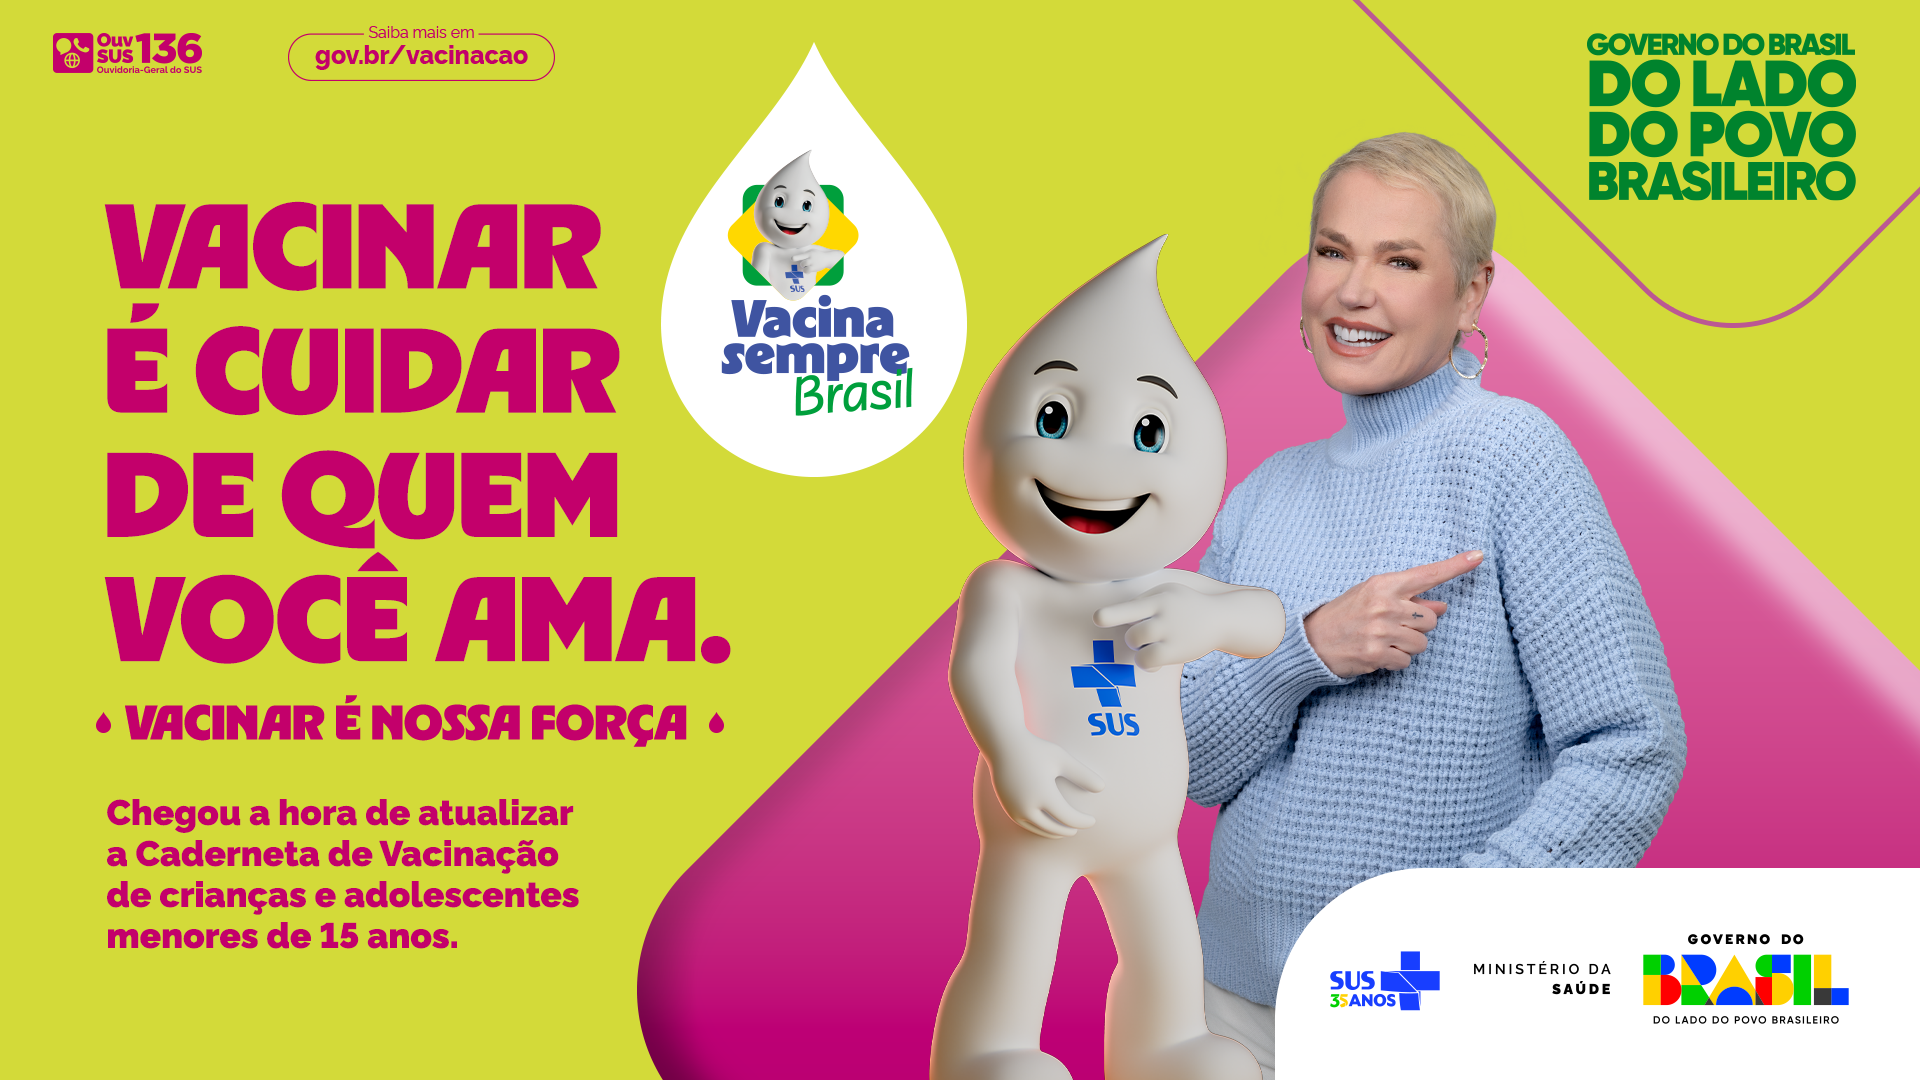 Ouv
SUS 136
Ouvidoria-Geral do SUS
Saiba mais em
gov.br/vacinacao
GOVERNO DO BRASIL
DO LADO
DO POVO
BRASILEIRO
SUS
Vacina
sempre
Brasil
VACINAR
É CUIDAR
DE QUEM
VOCÊ AMA.
VACINAR É NOSSA FORÇA
Chegou a hora de atualizar
a Caderneta de Vacinação
de crianças e adolescentes
menores de 15 anos.
SUS
SUS
35 ANOS
MINISTÉRIO DA
SAÚDE
GOVERNO DO
BRASIL
DO LADO DO POVO BRASILEIRO